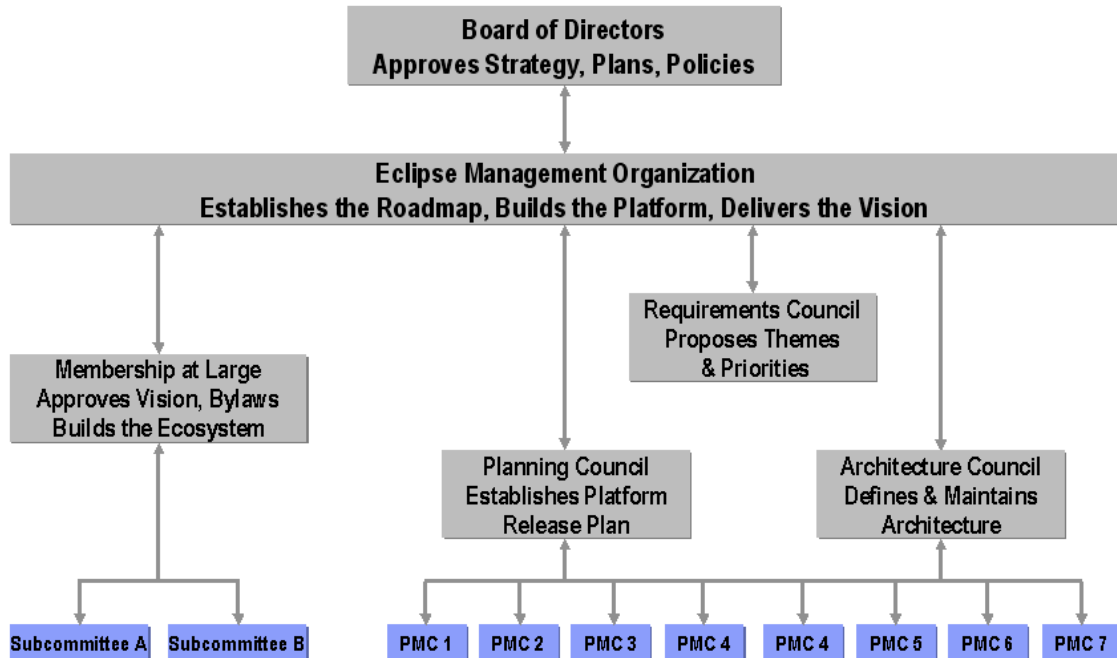 Board of Directors
Approves Strategy, Plans, Policies
Eclipse Management Organization
Establishes the Roadmap, Builds the Platform, Delivers the Vision
Requirements Council
Proposes Themes
& Priorities
Membership at Large
Approves Vision, Bylaws
Builds the Ecosystem
Planning Council
Establishes Platform
Release Plan
Architecture Council
Defines & Maintains
Architecture
Subcommittee A
Subcommittee B
PMC 1
PMC 2
PMC 3
PMC 4
PMC 4
PMC 5
PMC 6
PMC 7